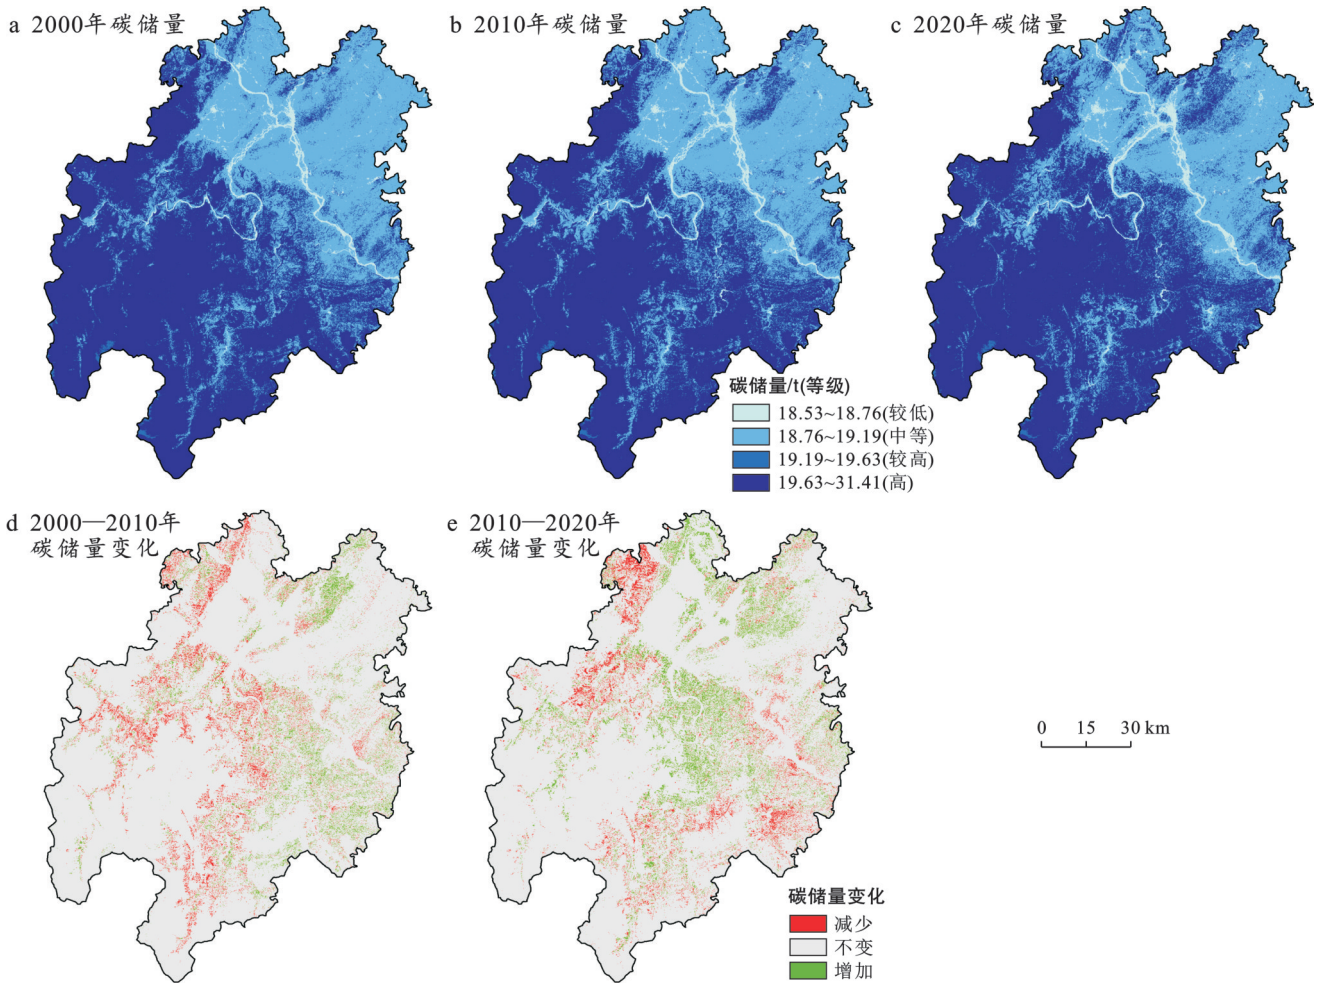 a 2000年碳储量
b 2010年碳储量
c 2020年碳储量
碳储量/t(等级)
18.53~18.76(较低)
18.76~19.19(中等)
19.19~19.63(较高)
19.63~31.41(高)
d 2000—2010年
碳储量变化
e 2010—2020年
碳储量变化
0 15 30 km
碳储量变化
减少
不变
增加